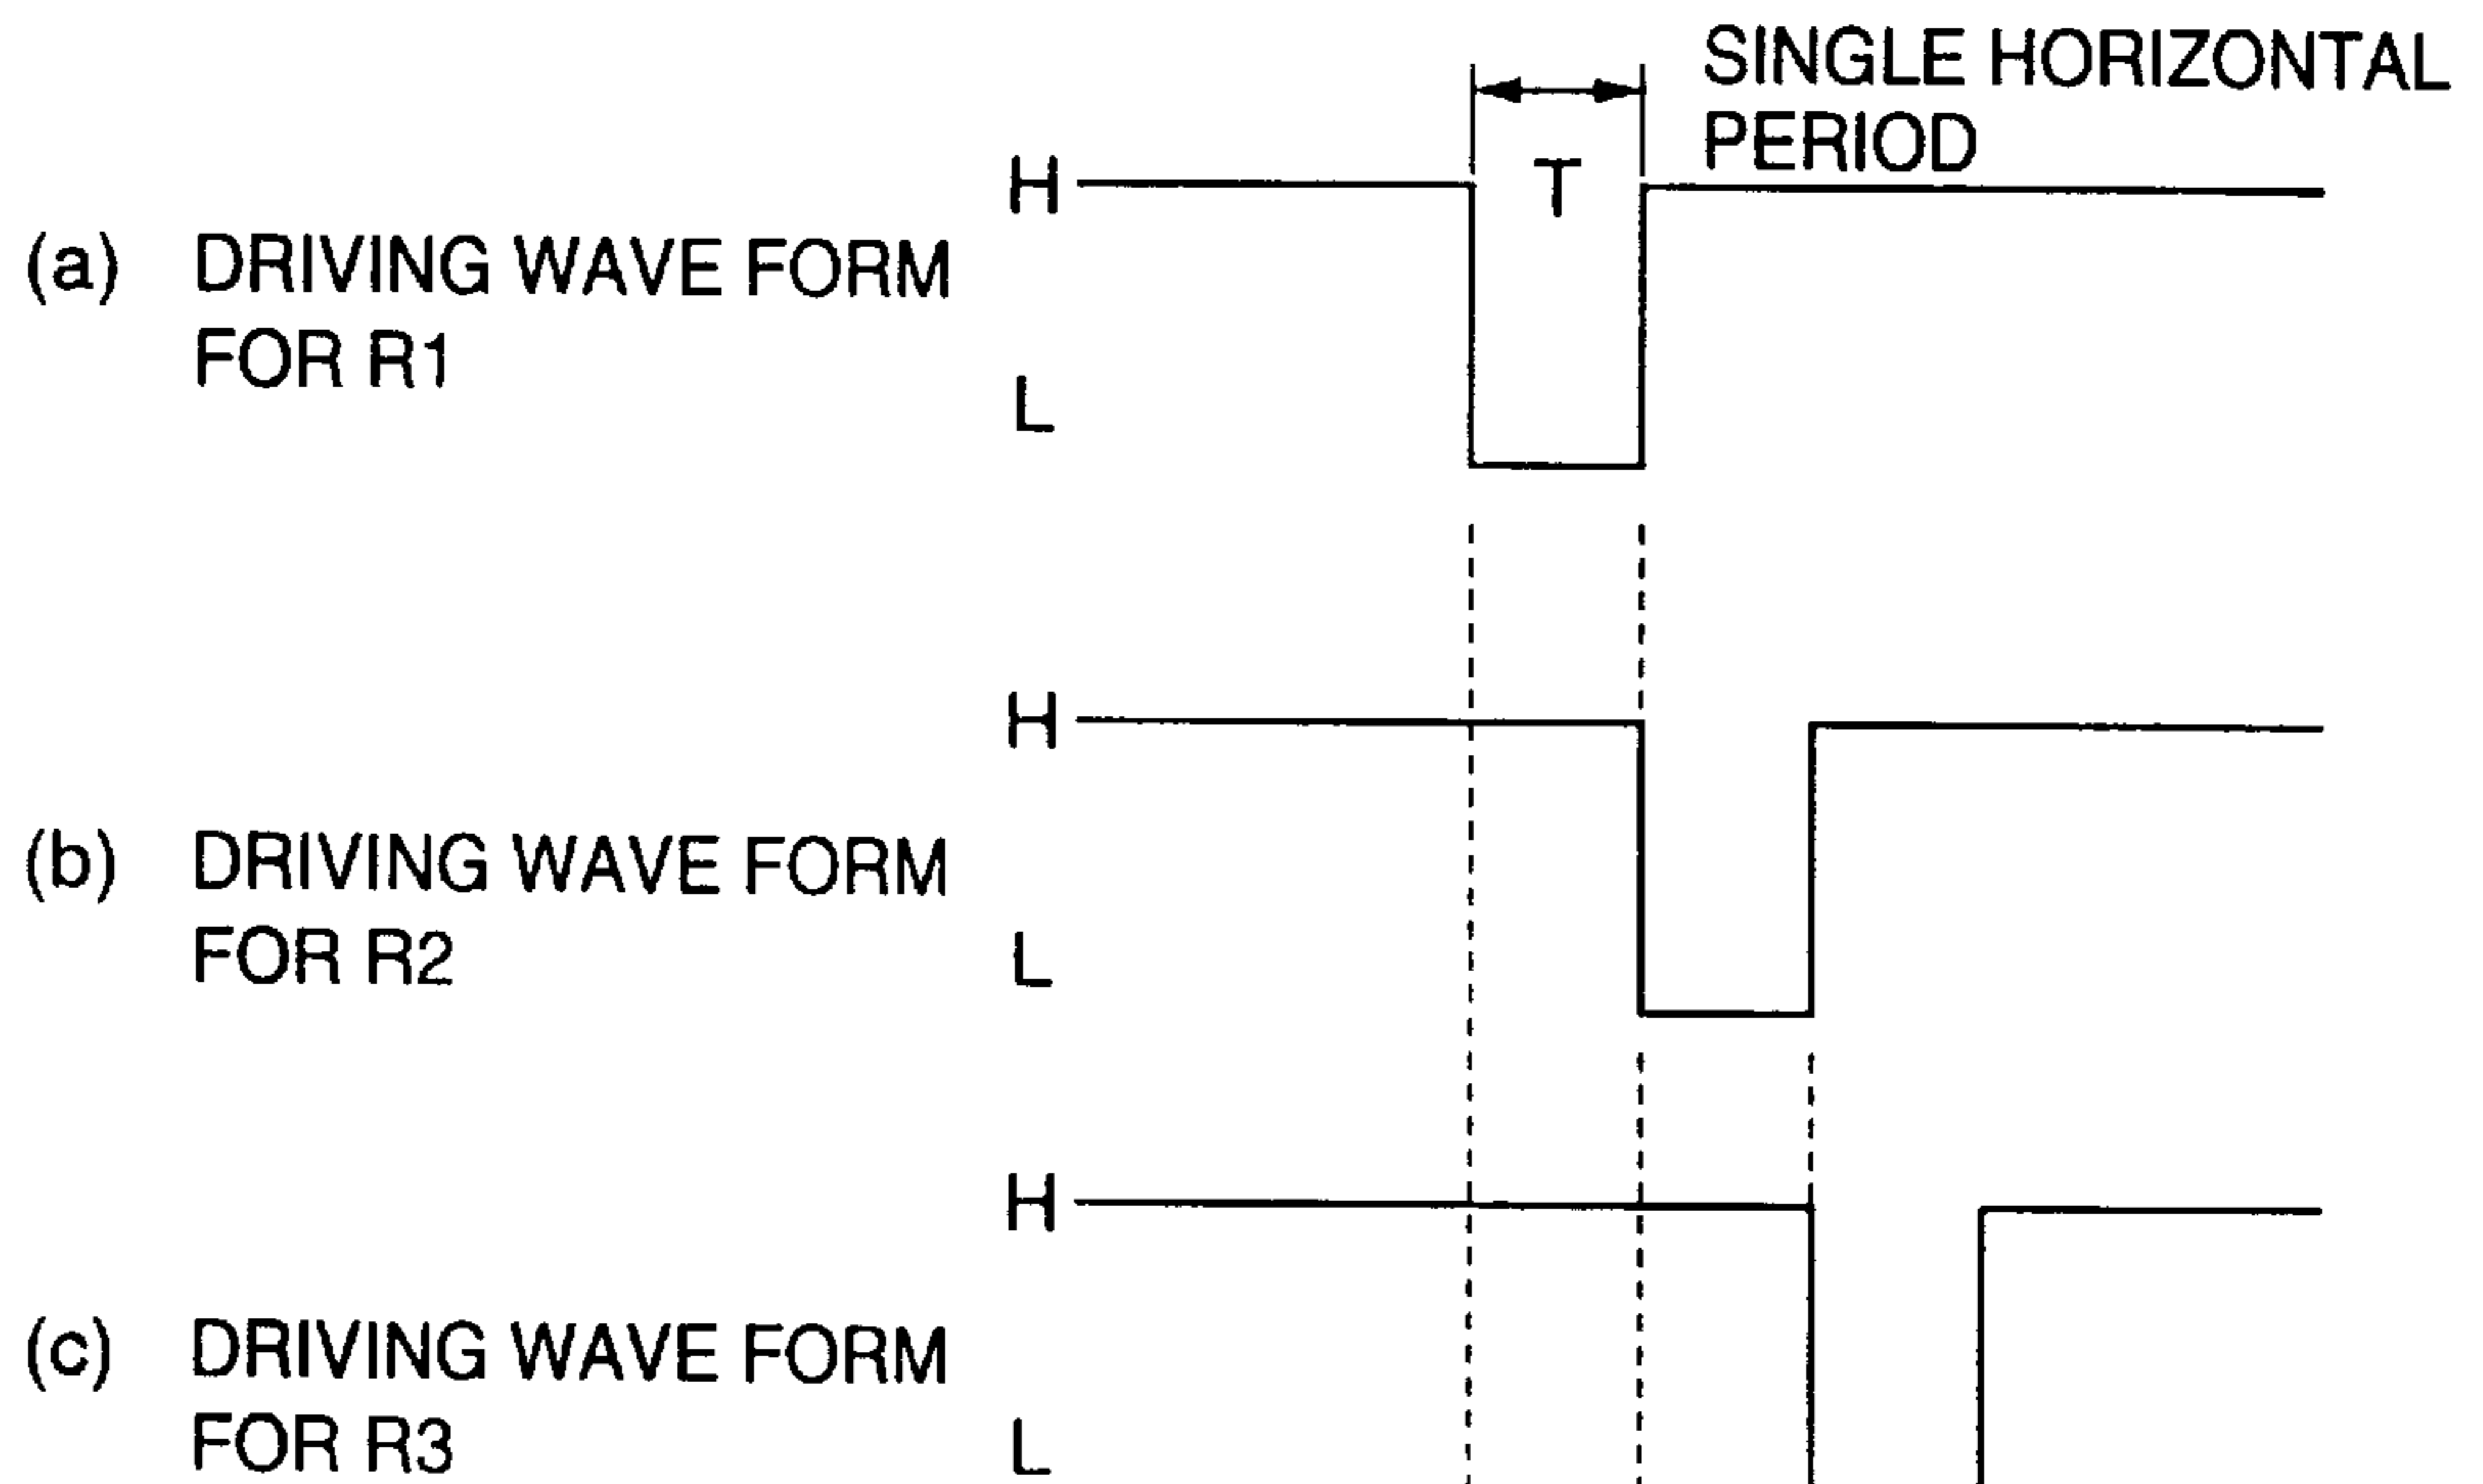 SINGLE HORIZONTAL
PERIOD
H
T
(a) DRIVING WAVE FORM
FOR R1
L
H
(b) DRIVING WAVE FORM
FOR R2
L
H
(c) DRIVING WAVE FORM
FOR R3
L